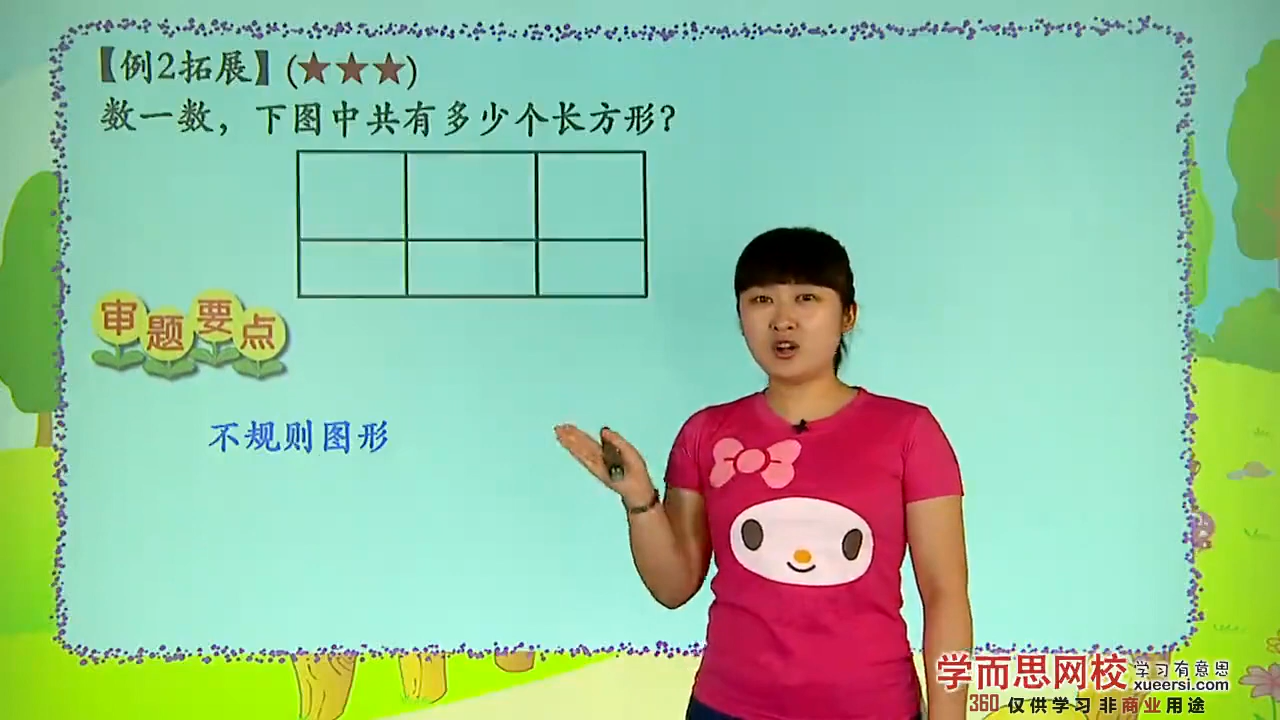 【例2拓展】(★★★)
数一数，下图中共有多少个长方形？
审题要点
不规则图形
学而思网校 学习有意思
xueersi.com
360 仅供学习 非商业用途